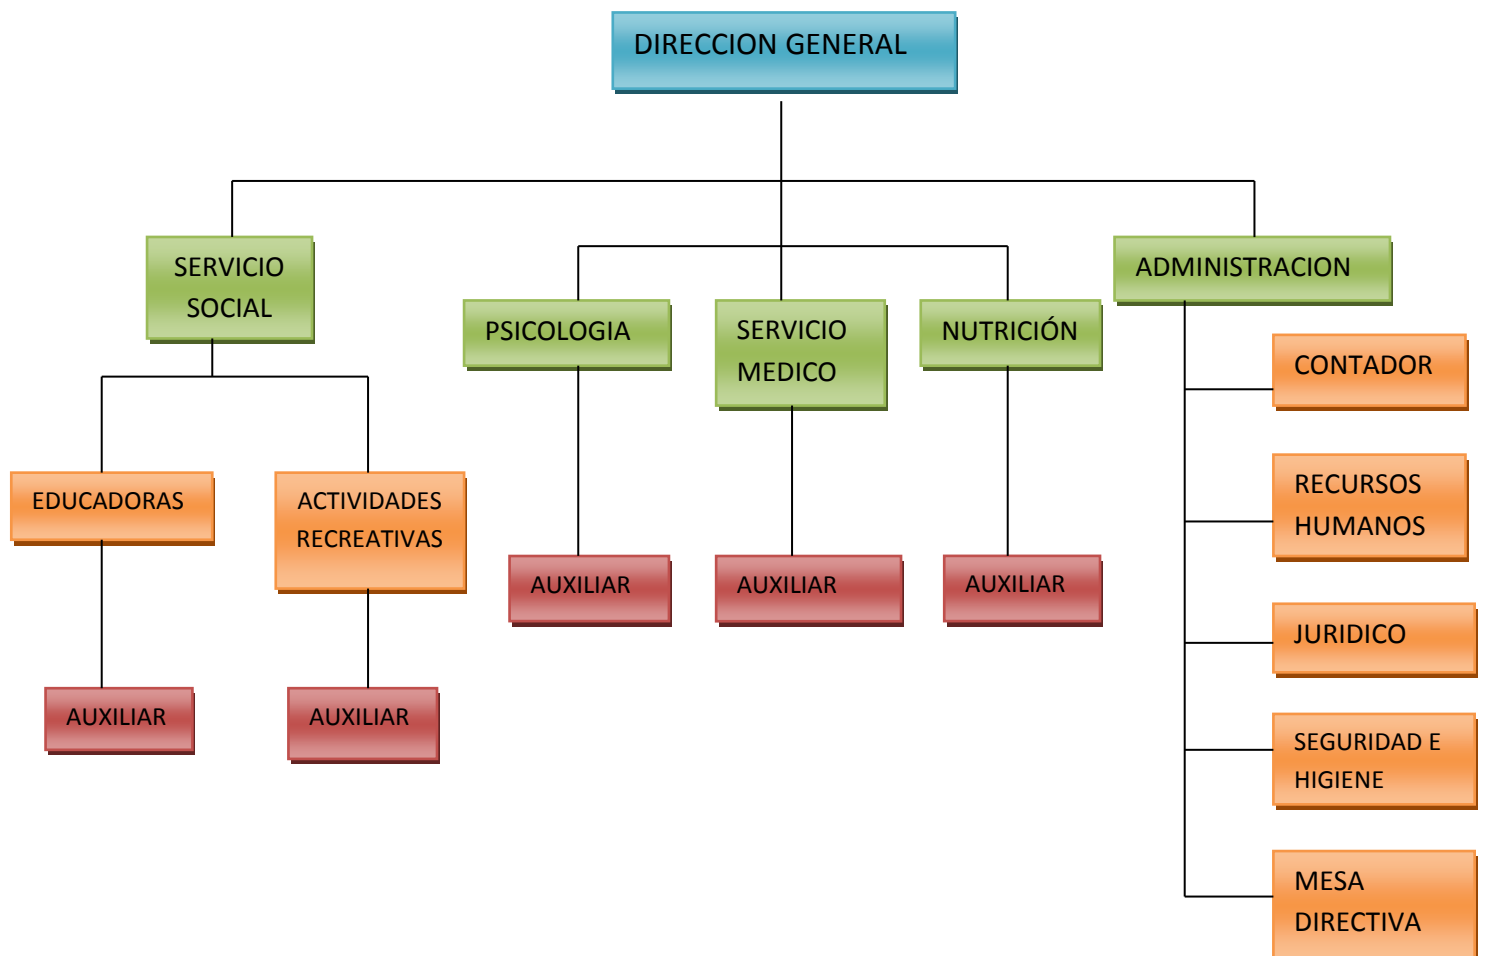 DIRECCION GENERAL
SERVICIO
SOCIAL
PSICOLOGIA
SERVICIO
MEDICO
NUTRICIÓN
ADMINISTRACION
CONTADOR
RECURSOS
HUMANOS
JURIDICO
SEGURIDAD E
HIGIENE
MESA
DIRECTIVA
EDUCADORAS
ACTIVIDADES
RECREATIVAS
AUXILIAR
AUXILIAR
AUXILIAR
AUXILIAR
AUXILIAR